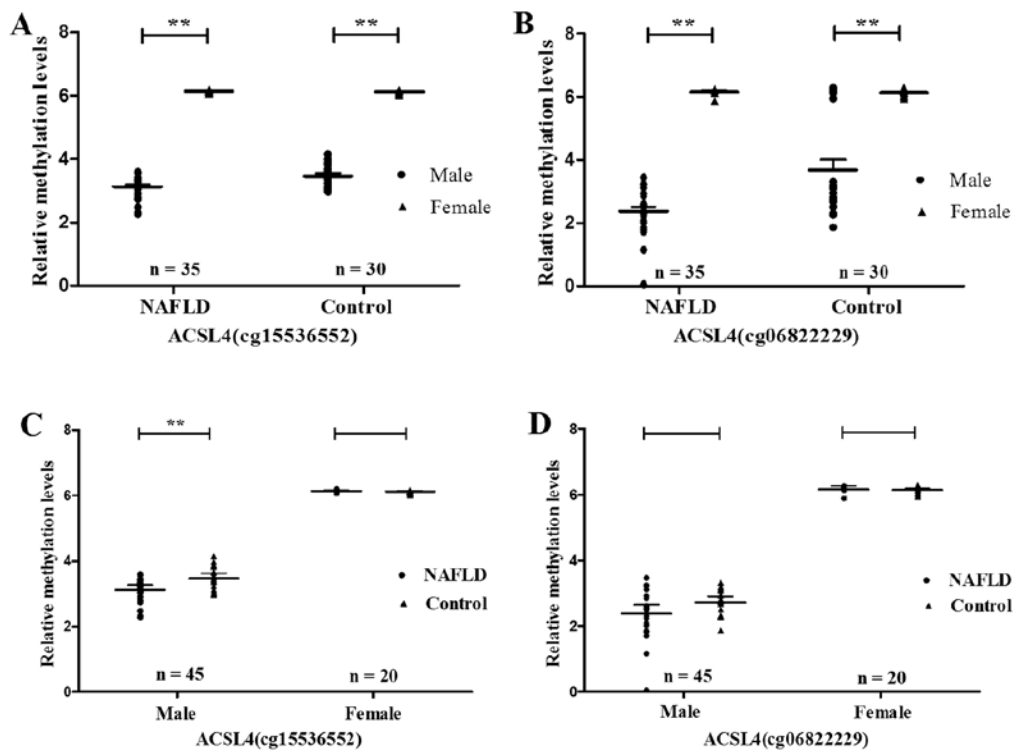 A
**
**
Relative methylation levels
8
6
4
2
0
Male
Female
n = 35
n = 30
NAFLD
Control
ACSL4(cg15536552)
B
**
**
Relative methylation levels
8
6
4
2
0
Male
Female
n = 35
n = 30
NAFLD
Control
ACSL4(cg06822229)
C
**
Relative methylation levels
8
6
4
2
0
NAFLD
Control
n = 45
n = 20
Male
Female
ACSL4(cg15536552)
D
Relative methylation levels
8
6
4
2
0
NAFLD
Control
n = 45
n = 20
Male
Female
ACSL4(cg06822229)